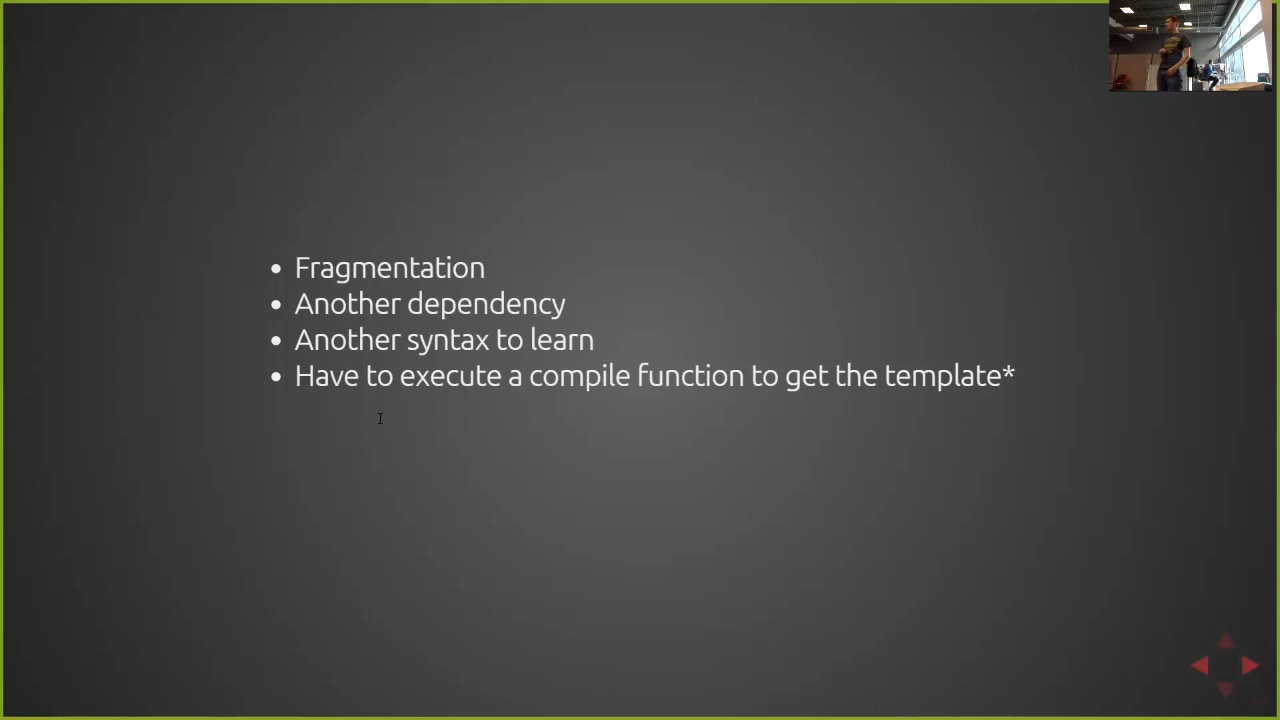 Fragmentation
Another dependency
Another syntax to learn
Have to execute a compile function to get the template*